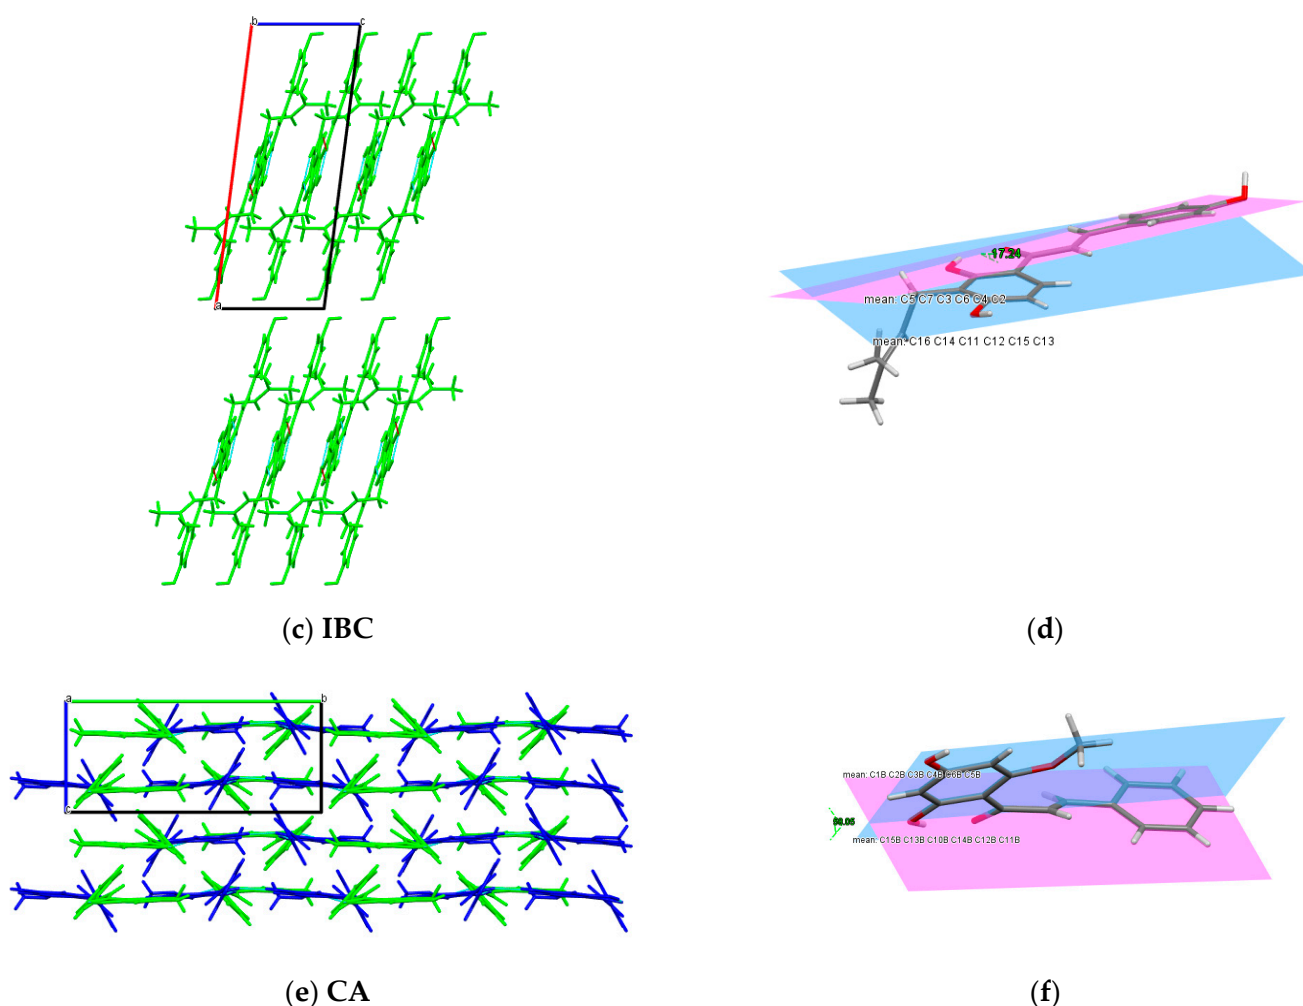 b c
a
17.24
mean: C5 C7 C3 C6 C4 C2
mean: C16 C14 C11 C12 C15 C13
(c) IBC
(d)
a b
c
mean: C1B C2B C3B C4B C6B C5B
mean: C15B C13B C10B C14B C12B C11B
(e) CA
(f)